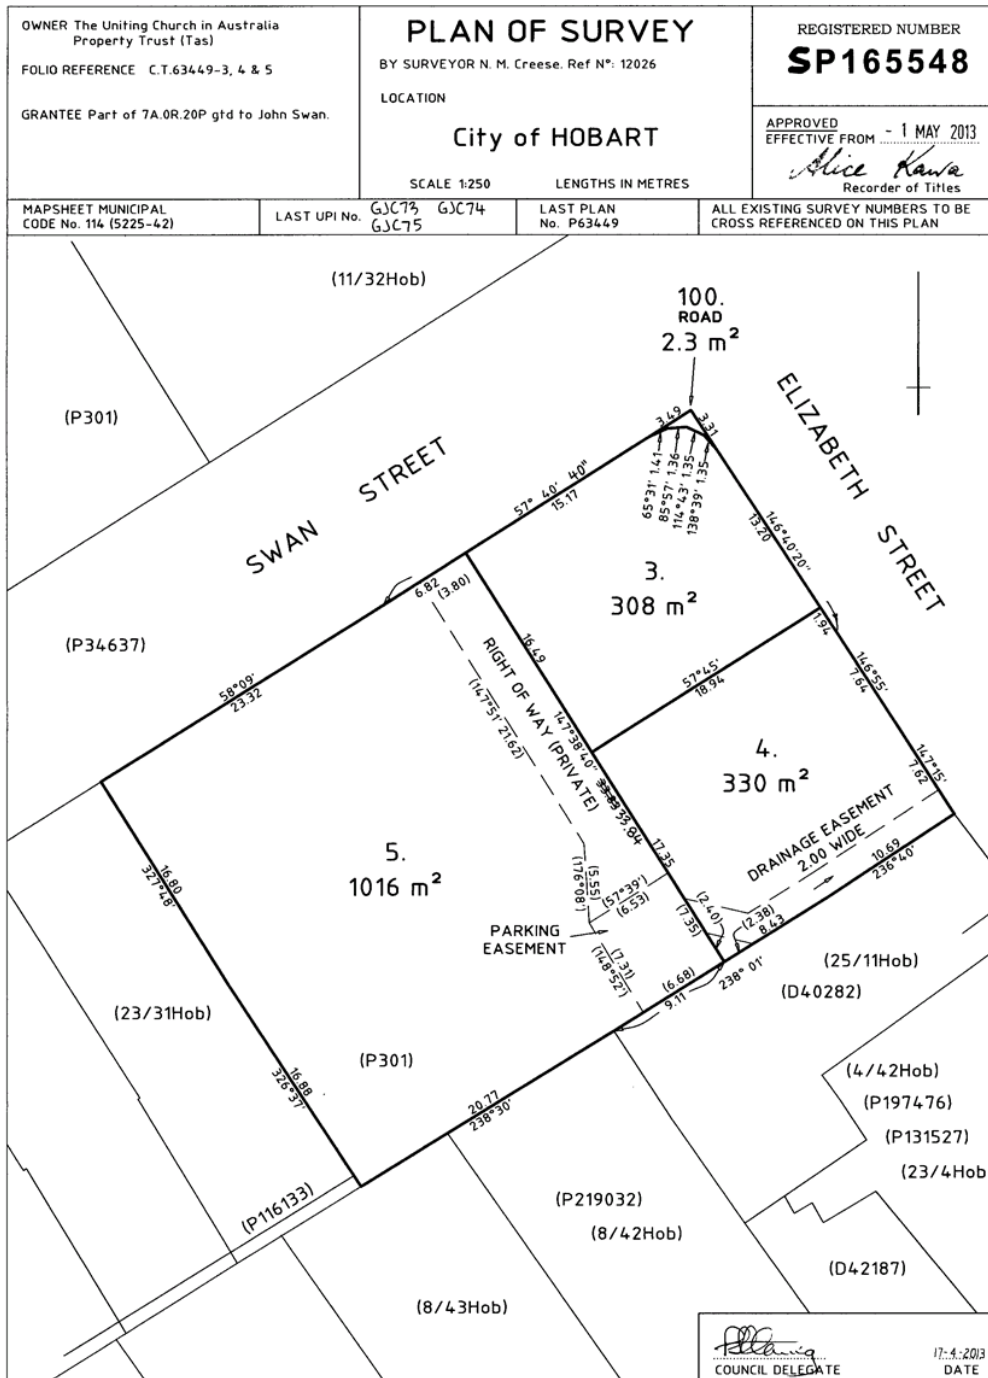 OWNER The Uniting Church in Australia
Property Trust (Tas)
FOLIO REFERENCE C.T.63449-3, 4 & 5
GRANTEE Part of 7A.0R.20P gtd to John Swan.
PLAN OF SURVEY
BY SURVEYOR N. M. Creese. Ref Nº: 12026
LOCATION
City of HOBART
SCALE 1:250 LENGTHS IN METRES
REGISTERED NUMBER
SP165548
APPROVED
EFFECTIVE FROM - 1 MAY 2013
Alice Kawa
Recorder of Titles
MAPSHEET MUNICIPAL
CODE No. 114 (5225-42)
LAST UPI No. GJC73 GJC74
GJC75
LAST PLAN
No. P63449
ALL EXISTING SURVEY NUMBERS TO BE
CROSS REFERENCED ON THIS PLAN
(11/32Hob)
100.
ROAD
2.3 m²
(P301)
SWAN STREET
ELIZABETH STREET
3.49
3.31
65°31' 1.41
85°57' 1.36
114°43' 1.35
138°39' 1.35
57° 40' 40"
15.17
146°40'20"
13.20
3.
308 m²
6.82
(3.80)
(P34637)
58°09'
23.32
16.49
RIGHT OF WAY (PRIVATE)
(147°51' 21.62)
57°45'
18.94
1.94
146°55'
7.64
147°38'40"
33.83 33.84
4.
330 m²
147°15'
7.62
DRAINAGE EASEMENT
2.00 WIDE
5.
1016 m²
16.80
327°48'
17.35
10.69
236°40'
(5.55)
(176°08')
(57°39')
(6.53)
(2.40)
(7.35)
(2.38)
8.43
PARKING
EASEMENT
(7.31)
(148°52')
(6.68)
9.11
238° 01'
(25/11Hob)
(D40282)
(23/31Hob)
(P301)
16.88
326°37'
20.77
238°30'
(4/42Hob)
(P197476)
(P131527)
(23/4Hob
(P116133)
(P219032)
(8/42Hob)
(D42187)
(8/43Hob)
COUNCIL DELEGATE
17-4-2013
DATE